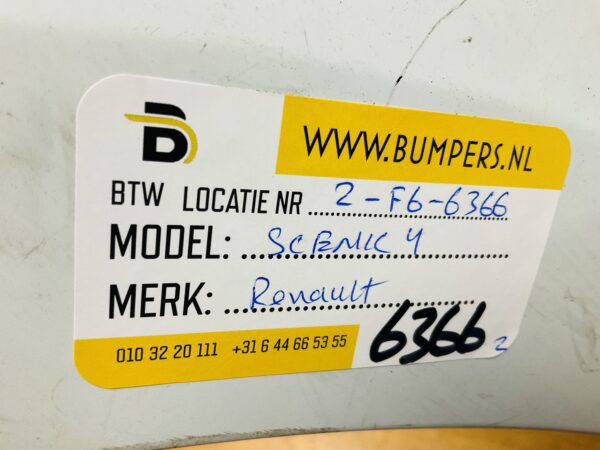 WWW.BUMPERS.NL
BTW LOCATIE NR 2-F6-6366
MODEL: SCENIC 4
MERK: Renault
010 32 20 111 +31 6 44 66 53 55 6366 2